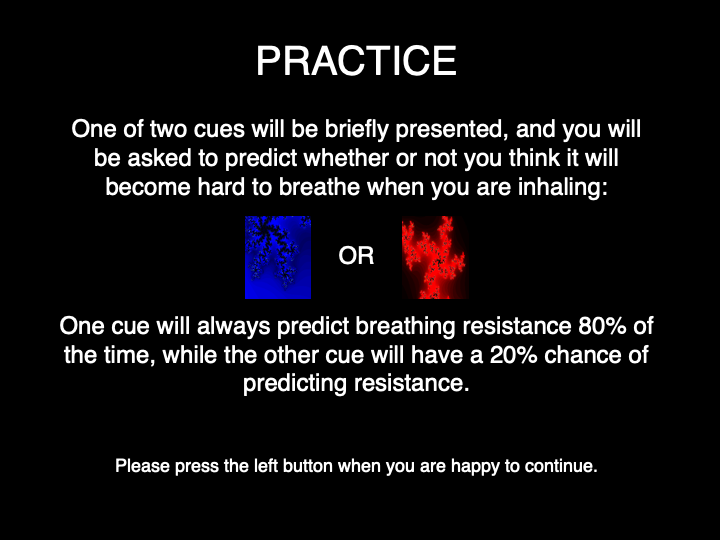 PRACTICE
One of two cues will be briefly presented, and you will
be asked to predict whether or not you think it will
become hard to breathe when you are inhaling:
OR
One cue will always predict breathing resistance 80% of
the time, while the other cue will have a 20% chance of
predicting resistance.
Please press the left button when you are happy to continue.